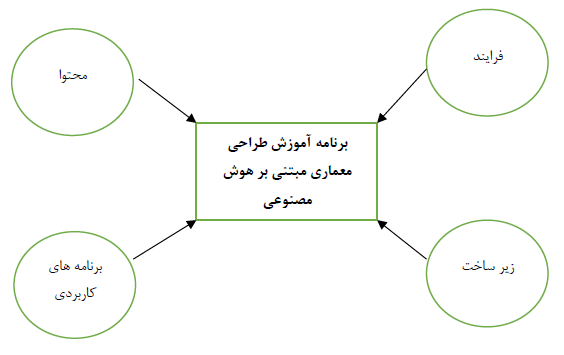 فرایند
محتوا
برنامه آموزش طراحی
معماری مبتنی بر هوش
مصنوعی
زیر ساخت
برنامه های
کاربردی